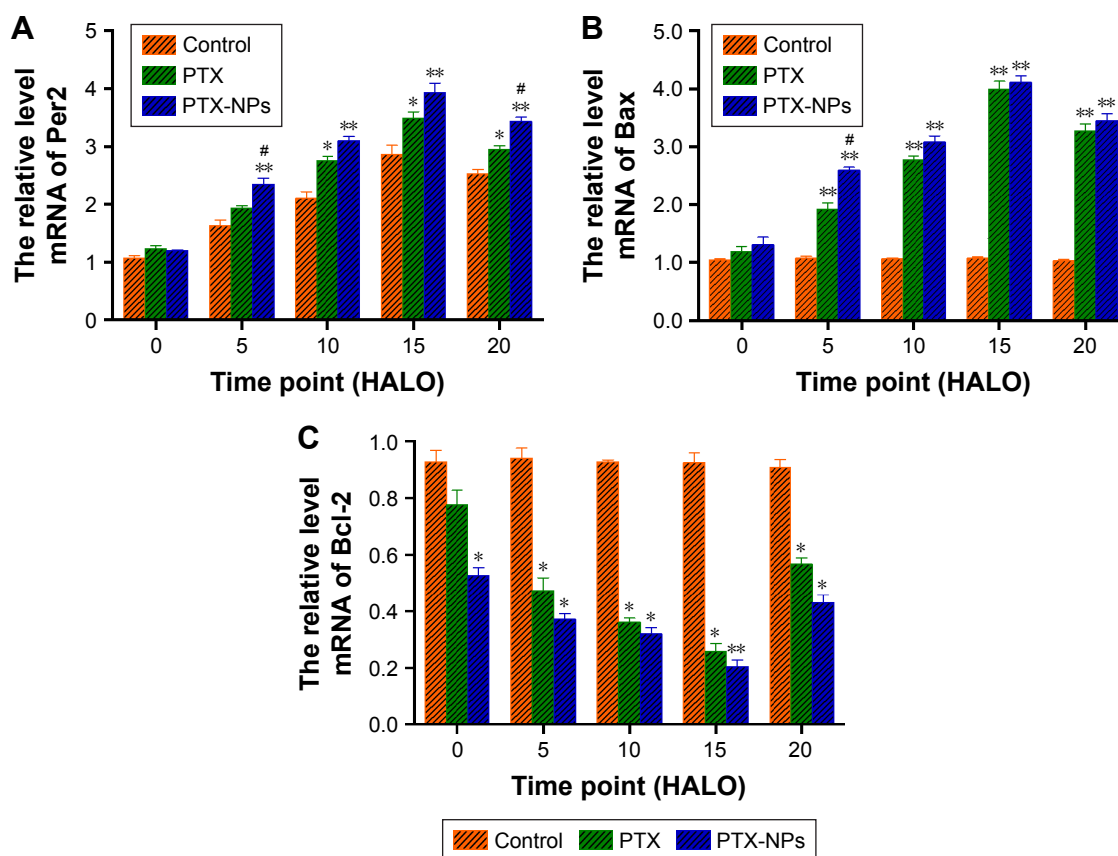 A
The relative level
mRNA of Per2
5
4
3
2
1
0
Control
PTX
PTX-NPs
#
**
*
**
*
**
*
#
**
0 5 10 15 20
Time point (HALO)
B
The relative level
mRNA of Bax
5.0
4.0
3.0
2.0
1.0
0.0
Control
PTX
PTX-NPs
**
#
**
**
**
**
**
**
**
0 5 10 15 20
Time point (HALO)
C
The relative level
mRNA of Bcl-2
1.0
0.8
0.6
0.4
0.2
0.0
*
*
*
*
*
*
**
*
*
0 5 10 15 20
Time point (HALO)
Control PTX PTX-NPs